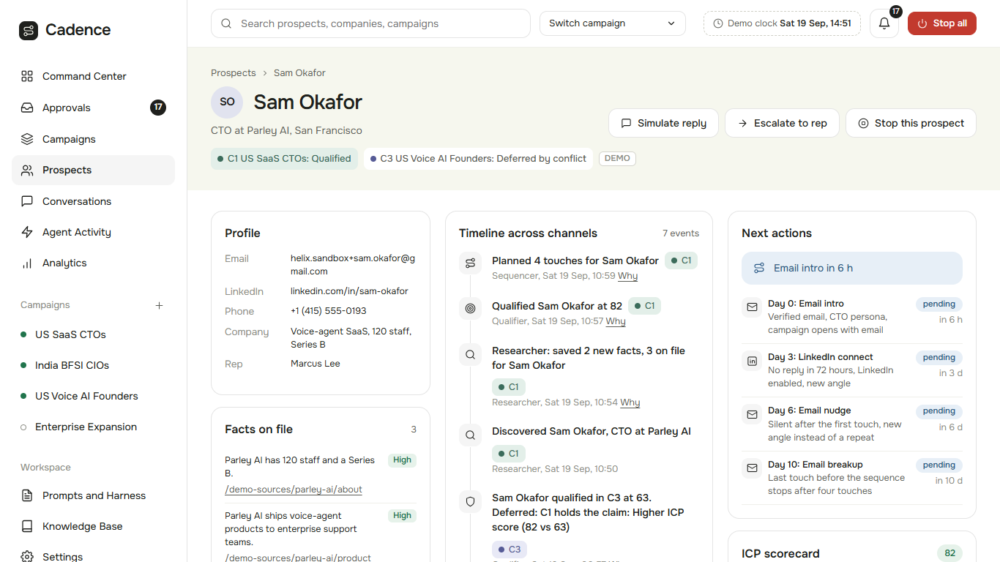 Cadence
Search prospects, companies, campaigns
Switch campaign
Demo clock Sat 19 Sep, 14:51
17
Stop all
Command Center
Approvals
17
Campaigns
Prospects
Conversations
Agent Activity
Analytics
Campaigns
US SaaS CTOs
India BFSI CIOs
US Voice AI Founders
Enterprise Expansion
Workspace
Prompts and Harness
Knowledge Base
Settings
Prospects
Sam Okafor
SO
Sam Okafor
CTO at Parley AI, San Francisco
C1 US SaaS CTOs: Qualified
C3 US Voice AI Founders: Deferred by conflict
DEMO
Simulate reply
Escalate to rep
Stop this prospect
Profile
Email
helix.sandbox+sam.okafor@g
mail.com
LinkedIn
linkedin.com/in/sam-okafor
Phone
+1 (415) 555-0193
Company
Voice-agent SaaS, 120 staff,
Series B
Rep
Marcus Lee
Facts on file
3
Parley AI has 120 staff and a Series
B.
High
/demo-sources/parley-ai/about
Parley AI ships voice-agent
products to enterprise support
teams.
High
/demo-sources/parley-ai/product
Timeline across channels
7 events
Planned 4 touches for Sam Okafor
C1
Sequencer, Sat 19 Sep, 10:59 Why
Qualified Sam Okafor at 82
C1
Qualifier, Sat 19 Sep, 10:57 Why
Researcher: saved 2 new facts, 3 on file
for Sam Okafor
C1
Researcher, Sat 19 Sep, 10:54 Why
Discovered Sam Okafor, CTO at Parley AI
C1
Researcher, Sat 19 Sep, 10:50
Sam Okafor qualified in C3 at 63.
Deferred: C1 holds the claim: Higher ICP
score (82 vs 63)
C3
Next actions
Email intro in 6 h
Day 0: Email intro
Verified email, CTO persona,
campaign opens with email
pending
in 6 h
Day 3: LinkedIn connect
No reply in 72 hours, LinkedIn
enabled, new angle
pending
in 3 d
Day 6: Email nudge
Silent after the first touch, new
angle instead of a repeat
pending
in 6 d
Day 10: Email breakup
Last touch before the sequence
stops after four touches
pending
in 10 d
ICP scorecard
82